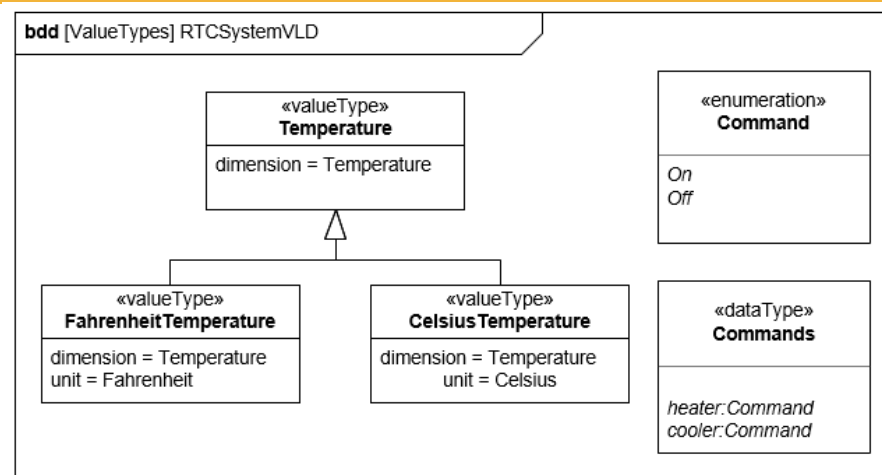 bdd [ValueTypes] RTCSystemVLD
«valueType»
Temperature
dimension = Temperature
«enumeration»
Command
On
Off
«valueType»
FahrenheitTemperature
dimension = Temperature
unit = Fahrenheit
«valueType»
CelsiusTemperature
dimension = Temperature
unit = Celsius
«dataType»
Commands
heater:Command
cooler:Command